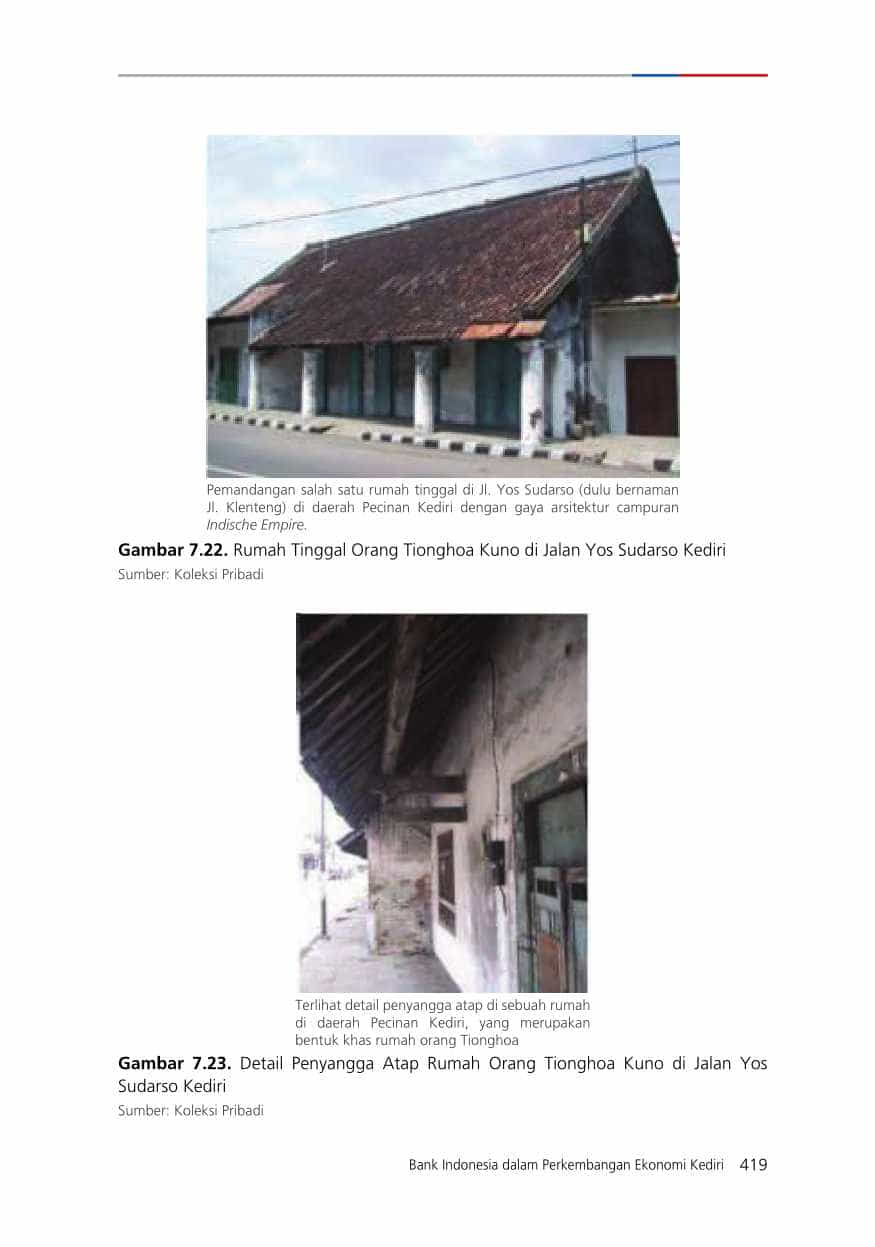 Pemandangan salah satu rumah tinggal di Jl. Yos Sudarso (dulu bernaman
Jl. Klenteng) di daerah Pecinan Kediri dengan gaya arsitektur campuran
Indische Empire.
Gambar 7.22. Rumah Tinggal Orang Tionghoa Kuno di Jalan Yos Sudarso Kediri
Sumber: Koleksi Pribadi
Terlihat detail penyangga atap di sebuah rumah
di daerah Pecinan Kediri, yang merupakan
bentuk khas rumah orang Tionghoa
Gambar 7.23. Detail Penyangga Atap Rumah Orang Tionghoa Kuno di Jalan Yos
Sudarso Kediri
Sumber: Koleksi Pribadi
Bank Indonesia dalam Perkembangan Ekonomi Kediri 419